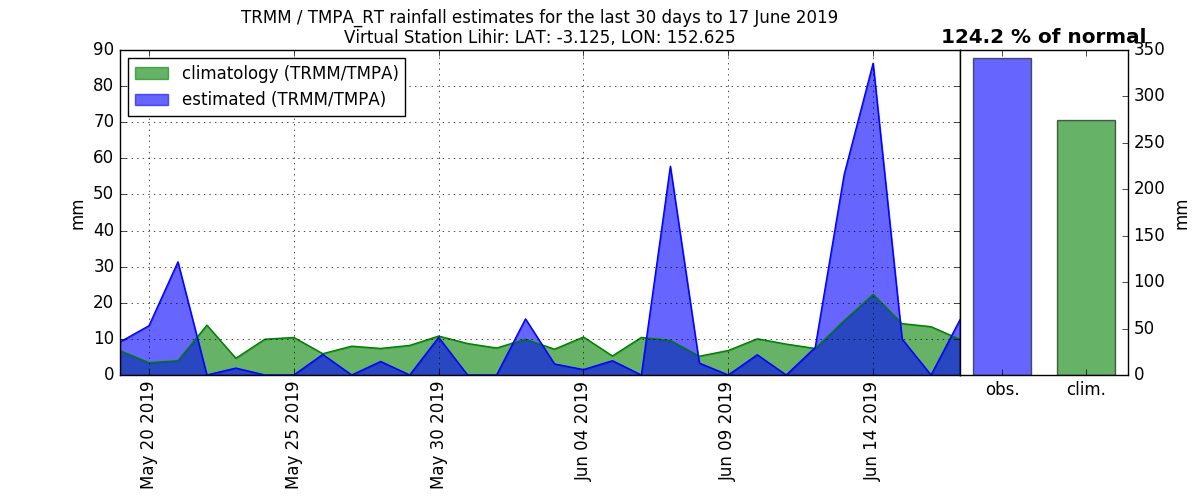 TRMM / TMPA_RT rainfall estimates for the last 30 days to 17 June 2019
Virtual Station Lihir: LAT: -3.125, LON: 152.625
124.2 % of normal
climatology (TRMM/TMPA)
estimated (TRMM/TMPA)
90
80
70
60
50
40
30
20
10
0
mm
May 20 2019
May 25 2019
May 30 2019
Jun 04 2019
Jun 09 2019
Jun 14 2019
350
300
250
200
150
100
50
0
mm
obs.
clim.